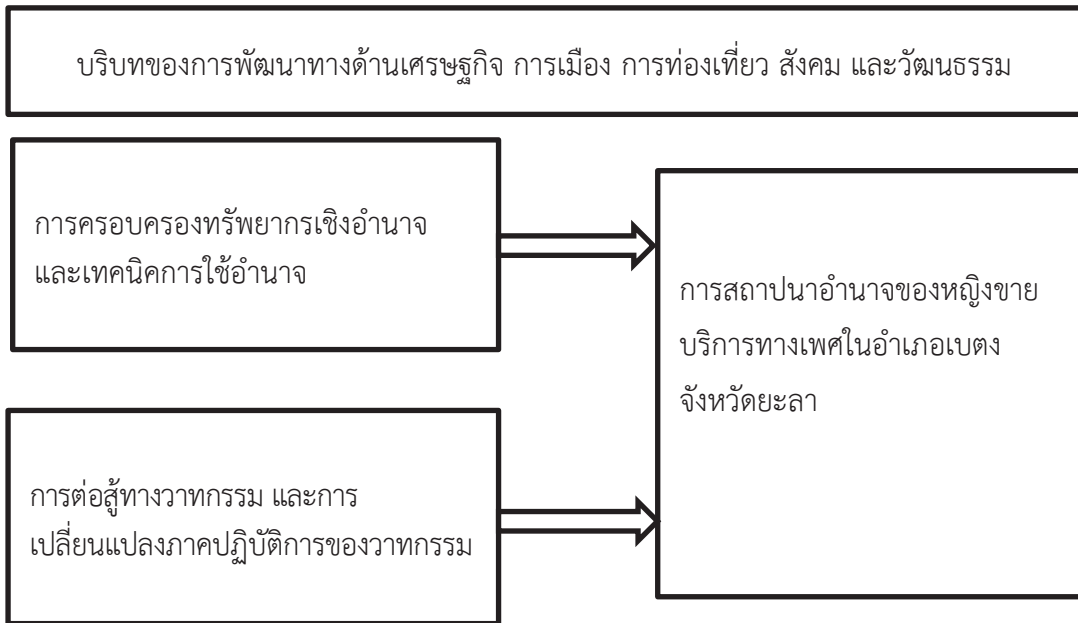 บริบทของการพัฒนาทางด้านเศรษฐกิจ การเมือง การท่องเที่ยว สังคม และวัฒนธรรม
การครอบครองทรัพยากรเชิงอำนาจ
และเทคนิคการใช้อำนาจ
การสถาปนาอำนาจของหญิงขาย
บริการทางเพศในอำเภอเบตง
จังหวัดยะลา
การต่อสู้ทางวาทกรรม และการ
เปลี่ยนแปลงภาคปฏิบัติการของวาทกรรม